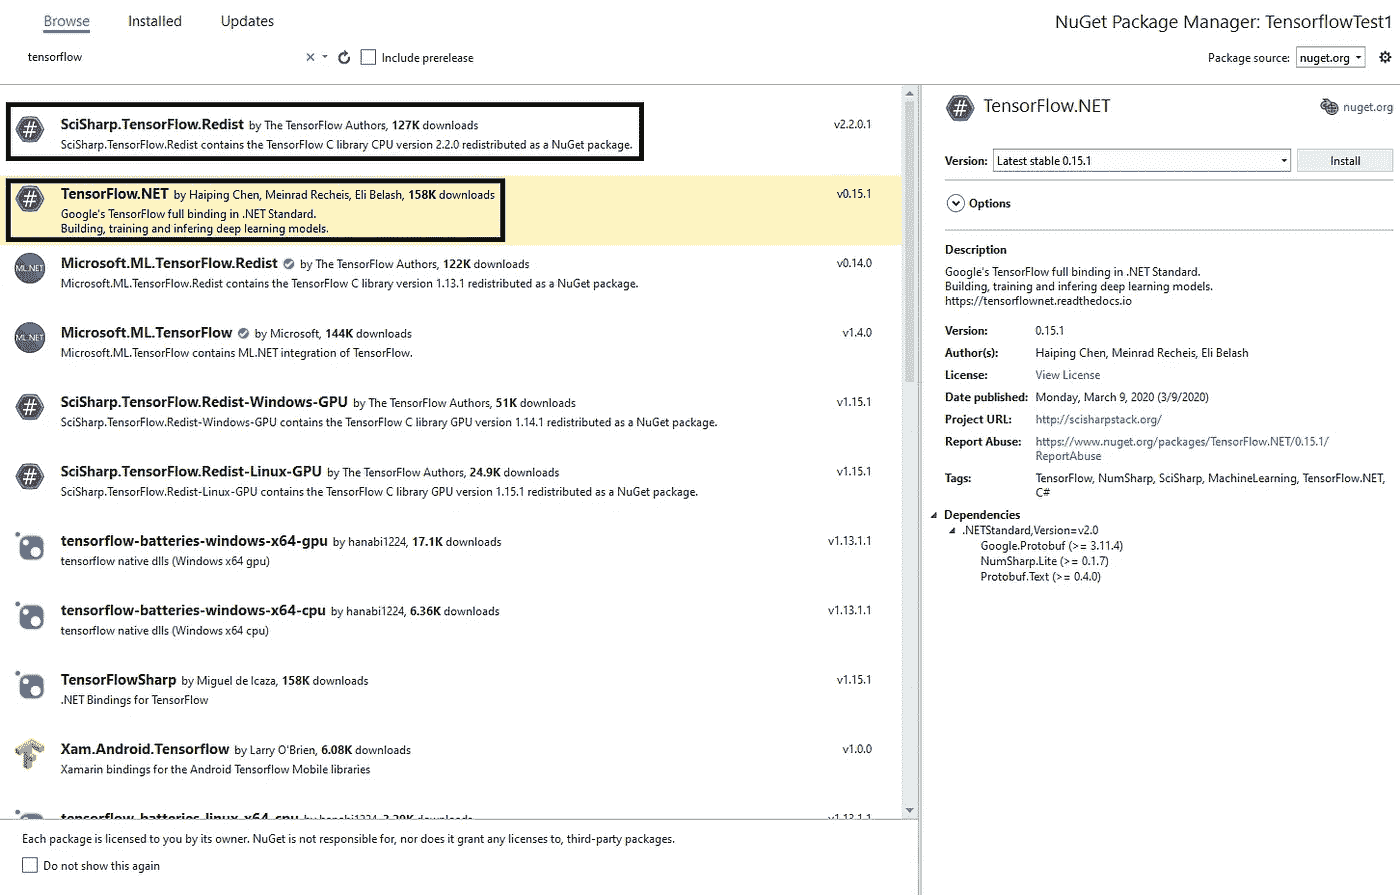 Browse Installed Updates
NuGet Package Manager: TensorflowTest1
tensorflow
Include prerelease
Package source: nuget.org
SciSharp.TensorFlow.Redist by The TensorFlow Authors, 127K downloads
v2.2.0.1
SciSharp.TensorFlow.Redist contains the TensorFlow C library CPU version 2.2.0 redistributed as a NuGet package.
TensorFlow.NET by Haiping Chen, Meinrad Recheis, Eli Belash, 158K downloads
v0.15.1
Google's TensorFlow full binding in .NET Standard.
Building, training and infering deep learning models.
ML.NET
Microsoft.ML.TensorFlow.Redist by The TensorFlow Authors, 122K downloads
v0.14.0
Microsoft.ML.TensorFlow.Redist contains the TensorFlow C library version 1.13.1 redistributed as a NuGet package.
ML.NET
Microsoft.ML.TensorFlow by Microsoft, 144K downloads
v1.4.0
Microsoft.ML.TensorFlow contains ML.NET integration of TensorFlow.
SciSharp.TensorFlow.Redist-Windows-GPU by The TensorFlow Authors, 51K downloads
v1.15.1
SciSharp.TensorFlow.Redist-Windows-GPU contains the TensorFlow C library GPU version 1.14.1 redistributed as a NuGet package.
SciSharp.TensorFlow.Redist-Linux-GPU by The TensorFlow Authors, 24.9K downloads
v1.15.1
SciSharp.TensorFlow.Redist-Linux-GPU contains the TensorFlow C library GPU version 1.15.1 redistributed as a NuGet package.
tensorflow-batteries-windows-x64-gpu by hanabi1224, 17.1K downloads
v1.13.1.1
tensorflow native dlls (Windows x64 gpu)
tensorflow-batteries-windows-x64-cpu by hanabi1224, 6.36K downloads
v1.13.1.1
tensorflow native dlls (Windows x64 cpu)
TensorFlowSharp by Miguel de Icaza, 158K downloads
v1.15.1
.NET Bindings for TensorFlow
Xam.Android.Tensorflow by Larry O'Brien, 6.08K downloads
v1.0.0
Xamarin bindings for the Android Tensorflow Mobile libraries
tensorflow-batteries-linux-x64-cpu by hanabi1224, 3.29K downloads
v1.13.1.1
Each package is licensed to you by its owner. NuGet is not responsible for, nor does it grant any licenses to, third-party packages.
Do not show this again
TensorFlow.NET
nuget.org
Version: Latest stable 0.15.1
Install
Options
Description
Google's TensorFlow full binding in .NET Standard.
Building, training and infering deep learning models.
https://tensorflownet.readthedocs.io
Version: 0.15.1
Author(s): Haiping Chen, Meinrad Recheis, Eli Belash
License: View License
Date published: Monday, March 9, 2020 (3/9/2020)
Project URL: http://scisharpstack.org/
Report Abuse: https://www.nuget.org/packages/TensorFlow.NET/0.15.1/
ReportAbuse
Tags: TensorFlow, NumSharp, SciSharp, MachineLearning, TensorFlow.NET,
C#
Dependencies
.NETStandard,Version=v2.0
Google.Protobuf (>= 3.11.4)
NumSharp.Lite (>= 0.1.7)
Protobuf.Text (>= 0.4.0)